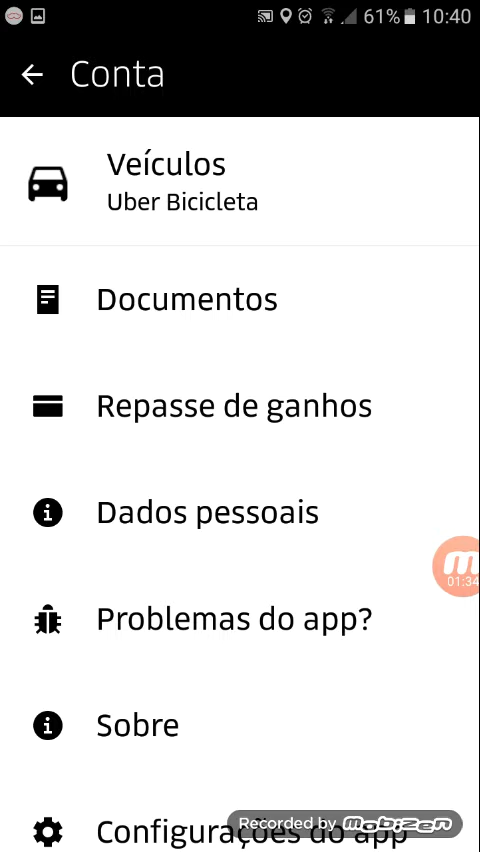 61% 10:40
Conta
Veículos
Uber Bicicleta
Documentos
Repasse de ganhos
Dados pessoais
01:34
Problemas do app?
Sobre
Configurações do app
Recorded by mobizen